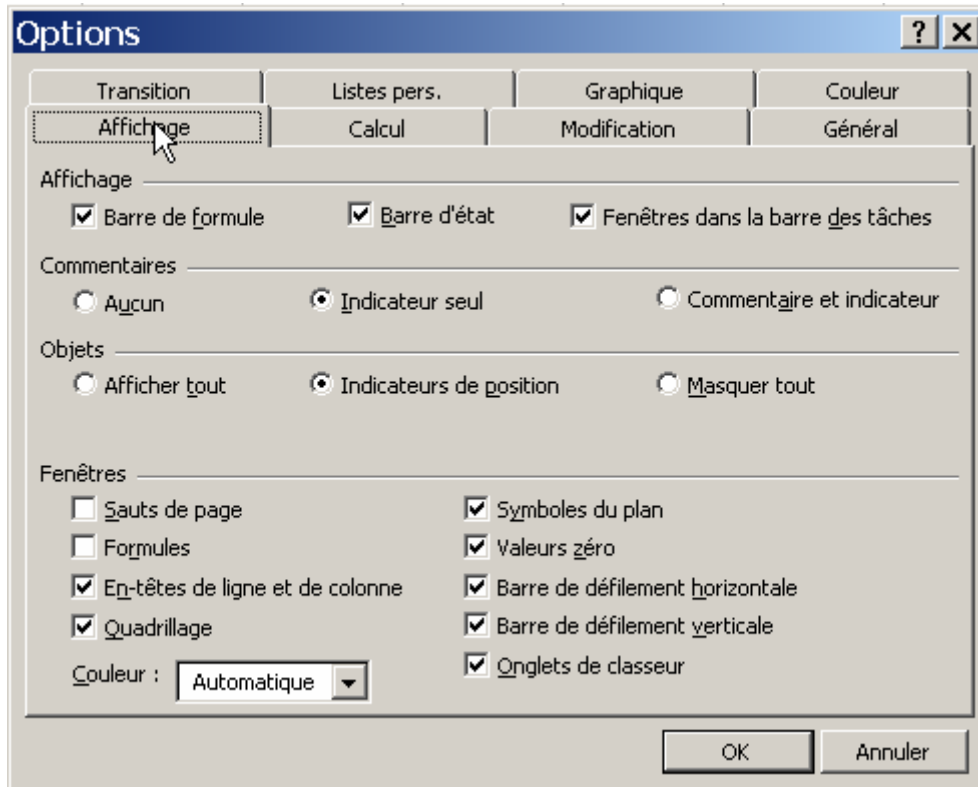 Options
Transition Listes pers. Graphique Couleur
Affichage Calcul Modification Général
Affichage
Barre de formule Barre d'état Fenêtres dans la barre des tâches
Commentaires
Aucun Indicateur seul Commentaire et indicateur
Objets
Afficher tout Indicateurs de position Masquer tout
Fenêtres
Sauts de page Symboles du plan
Formules Valeurs zéro
En-têtes de ligne et de colonne Barre de défilement horizontale
Quadrillage Barre de défilement verticale
Couleur : Automatique Onglets de classeur
OK Annuler